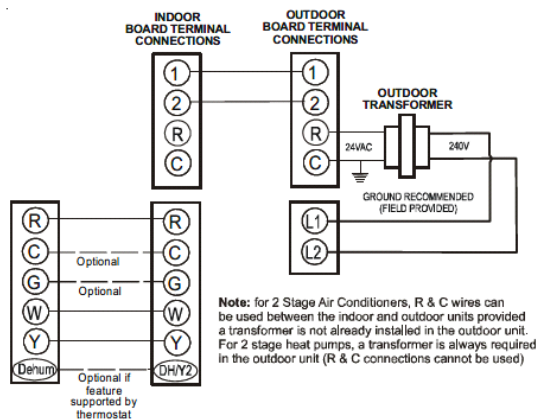 INDOOR
BOARD TERMINAL
CONNECTIONS
OUTDOOR
BOARD TERMINAL
CONNECTIONS
1
2
R
C
1
2
R
C
OUTDOOR
TRANSFORMER
24VAC
240V
GROUND RECOMMENDED
(FIELD PROVIDED)
L1
L2
R
C
G
W
Y
Dehum
Optional
Optional
Optional if
feature
supported by
thermostat
R
C
G
W
Y
DH/Y2
Note: for 2 Stage Air Conditioners, R & C wires can
be used between the indoor and outdoor units provided
a transformer is not already installed in the outdoor unit.
For 2 stage heat pumps, a transformer is always required
in the outdoor unit (R & C connections cannot be used)